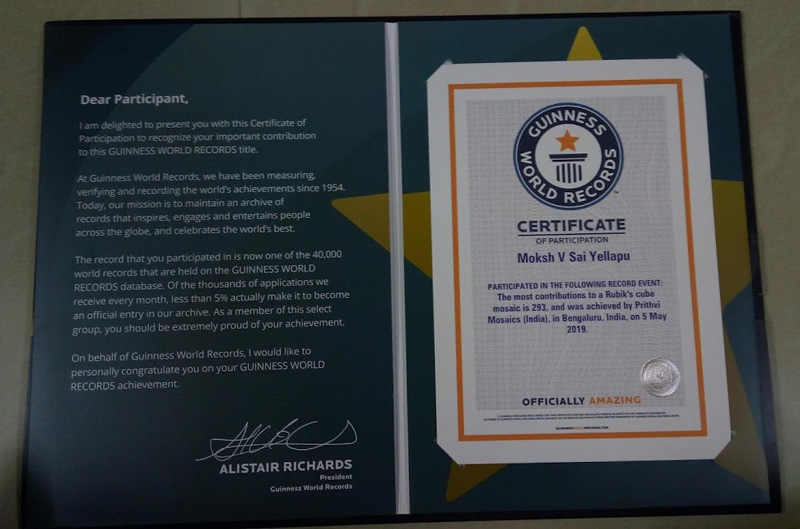 Dear Participant,
I am delighted to present you with this Certificate of
Participation to recognize your important contribution
to this GUINNESS WORLD RECORDS title.
At Guinness World Records, we have been measuring,
verifying and recording the world's achievements since 1954.
Today, our mission is to maintain an archive of
records that inspires, engages and entertains people
across the globe, and celebrates the world's best.
The record that you participated in is now one of the 40,000
world records that are held on the GUINNESS WORLD
RECORDS database. Of the thousands of applications we
receive every month, less than 5% actually make it to become
an official entry in our archive. As a member of this select
group, you should be extremely proud of your achievement.
On behalf of Guinness World Records, I would like to
personally congratulate you on your GUINNESS WORLD
RECORDS achievement.
ALISTAIR RICHARDS
President
Guinness World Records
GUINNESS
WORLD RECORDS
TM
CERTIFICATE
OF PARTICIPATION
Moksh V Sai Yellapu
PARTICIPATED IN THE FOLLOWING RECORD EVENT:
The most contributions to a Rubik's cube
mosaic is 293, and was achieved by Prithvi
Mosaics (India), in Bengaluru, India, on 5 May
2019.
OFFICIALLY AMAZING
GUINNESSWORLDRECORDS.COM